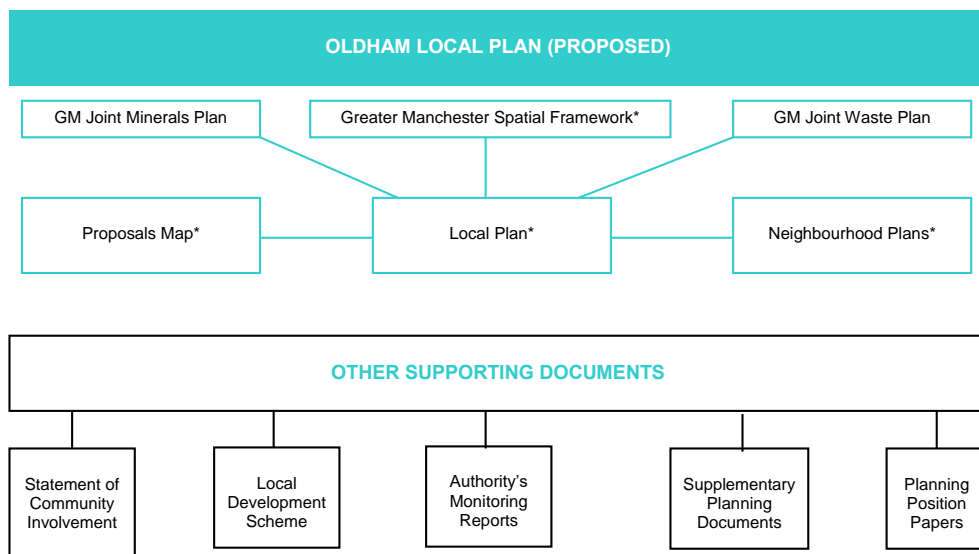 OLDHAM LOCAL PLAN (PROPOSED)
GM Joint Minerals Plan
Greater Manchester Spatial Framework*
GM Joint Waste Plan
Proposals Map*
Local Plan*
Neighbourhood Plans*
OTHER SUPPORTING DOCUMENTS
Statement of
Community
Involvement
Local
Development
Scheme
Authority's
Monitoring
Reports
Supplementary
Planning
Documents
Planning
Position
Papers